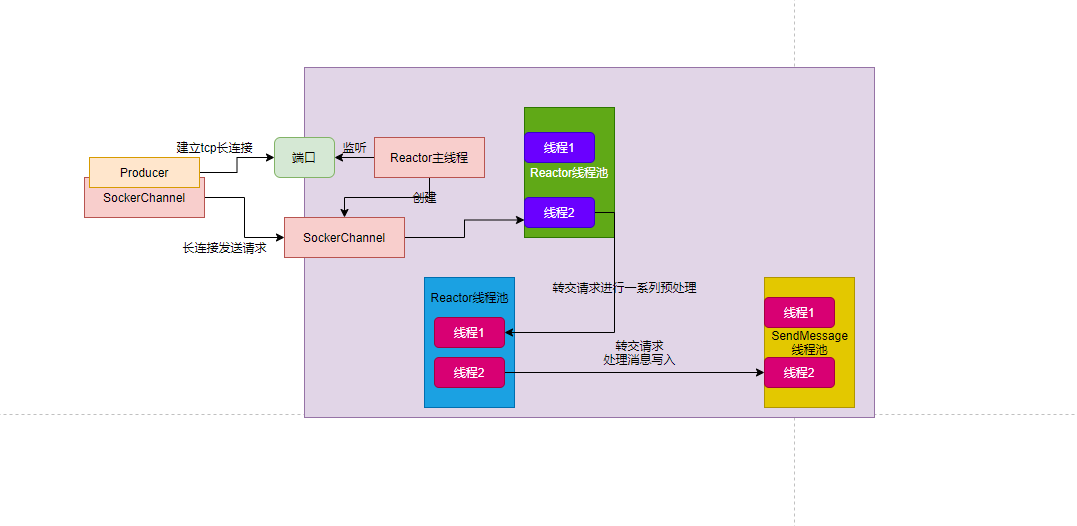 建立tcp长连接
端口
监听
Reactor主线程
Producer
SockerChannel
长连接发送请求
创建
SockerChannel
线程1
Reactor线程池
线程2
转交请求进行一系列预处理
Reactor线程池
线程1
线程2
转交请求
处理消息写入
线程1
SendMessage
线程池
线程2